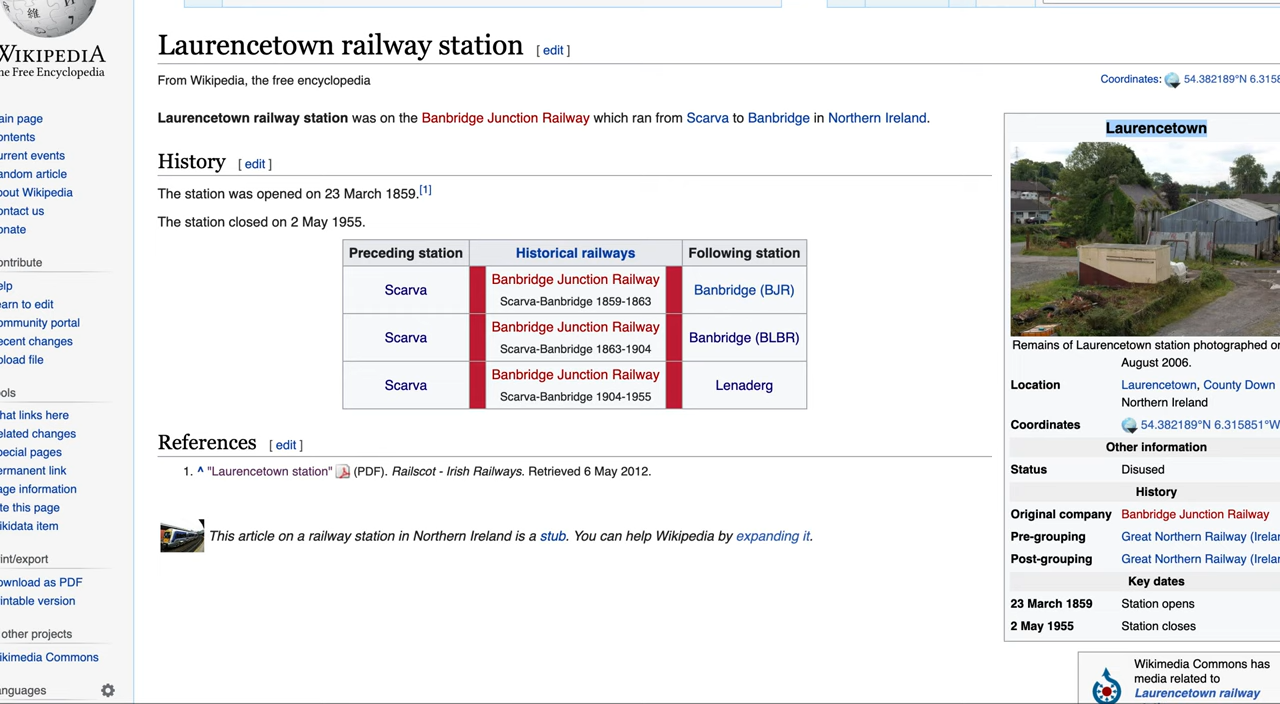 WIKIPEDIA
he Free Encyclopedia
ain page
ontents
urrent events
andom article
bout Wikipedia
ontact us
onate
ontribute
elp
earn to edit
ommunity portal
ecent changes
pload file
ools
hat links here
elated changes
pecial pages
ermanent link
age information
ite this page
ikidata item
int/export
ownload as PDF
intable version
other projects
ikimedia Commons
anguages
Laurencetown railway station [ edit ]
From Wikipedia, the free encyclopedia
Coordinates: 54.382189°N 6.3158
Laurencetown railway station was on the Banbridge Junction Railway which ran from Scarva to Banbridge in Northern Ireland.
History [ edit ]
The station was opened on 23 March 1859.[1]
The station closed on 2 May 1955.
Preceding station Historical railways Following station
Scarva Banbridge Junction Railway Banbridge (BJR)
Scarva-Banbridge 1859-1863
Scarva Banbridge Junction Railway Banbridge (BLBR)
Scarva-Banbridge 1863-1904
Scarva Banbridge Junction Railway Lenaderg
Scarva-Banbridge 1904-1955
References [ edit ]
1. ^ "Laurencetown station" (PDF). Railscot - Irish Railways. Retrieved 6 May 2012.
This article on a railway station in Northern Ireland is a stub. You can help Wikipedia by expanding it.
Laurencetown
Remains of Laurencetown station photographed on
August 2006.
Location Laurencetown, County Down
Northern Ireland
Coordinates 54.382189°N 6.315851°W
Other information
Status Disused
History
Original company Banbridge Junction Railway
Pre-grouping Great Northern Railway (Irelan
Post-grouping Great Northern Railway (Irelan
Key dates
23 March 1859 Station opens
2 May 1955 Station closes
Wikimedia Commons has
media related to
Laurencetown railway